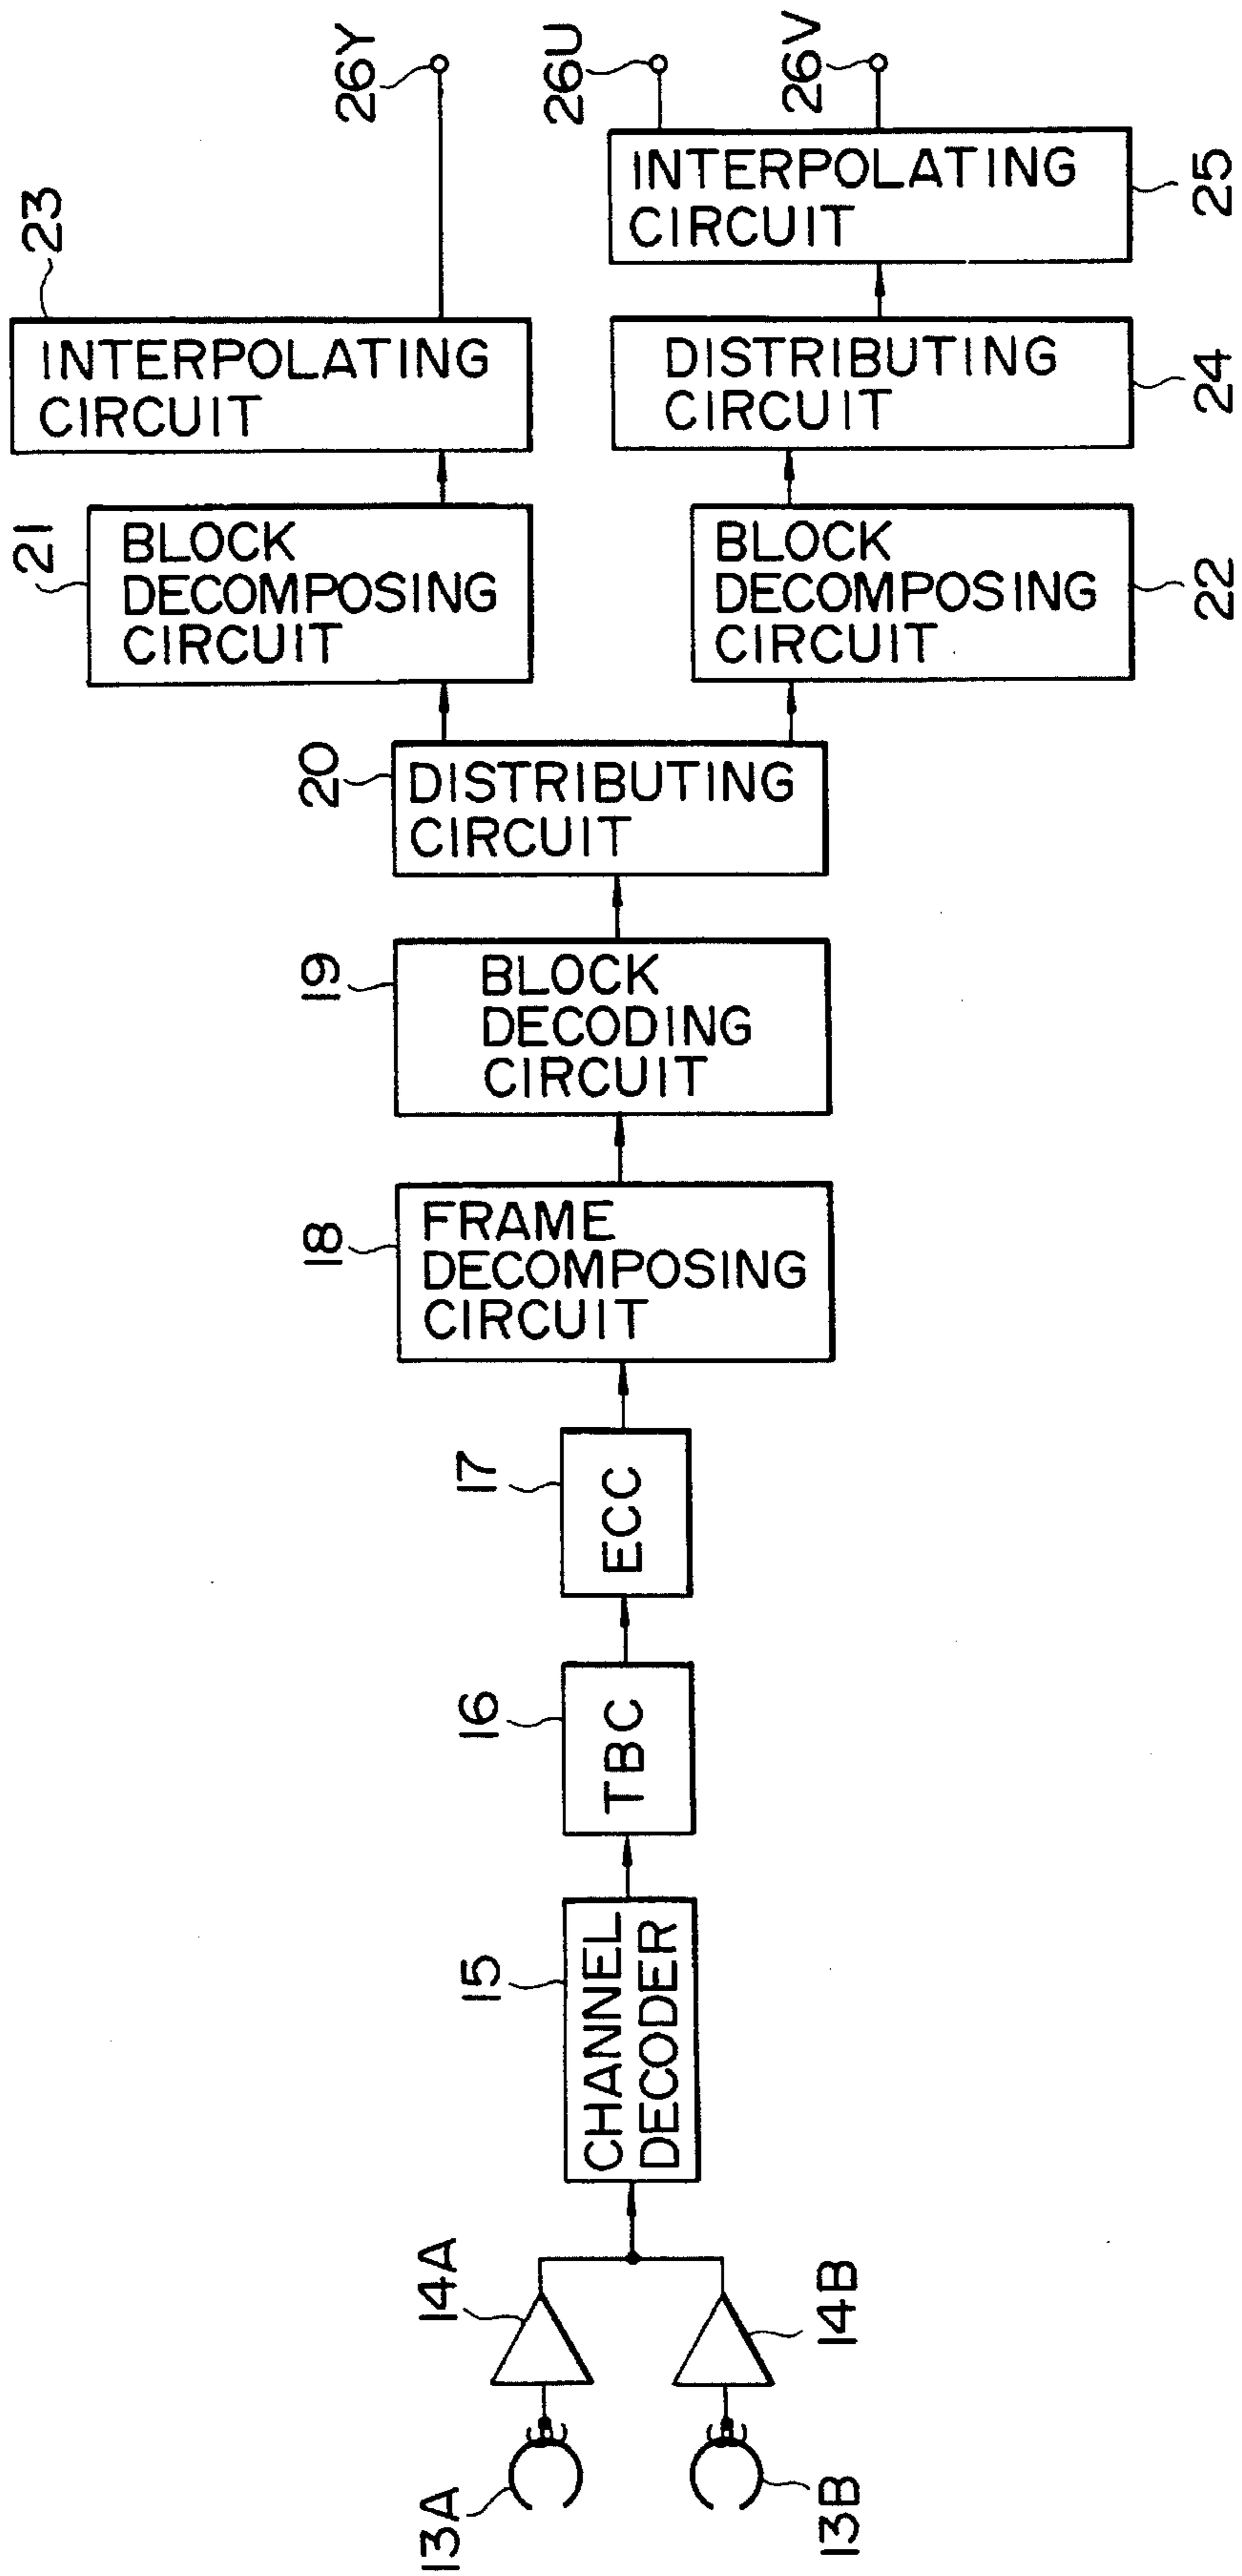 13A
13B
14A
14B
15
CHANNEL
DECODER
16
TBC
17
ECC
18
FRAME
DECOMPOSING
CIRCUIT
19
BLOCK
DECODING
CIRCUIT
20
DISTRIBUTING
CIRCUIT
21
BLOCK
DECOMPOSING
CIRCUIT
22
BLOCK
DECOMPOSING
CIRCUIT
23
INTERPOLATING
CIRCUIT
24
DISTRIBUTING
CIRCUIT
25
INTERPOLATING
CIRCUIT
26Y
26U
26V